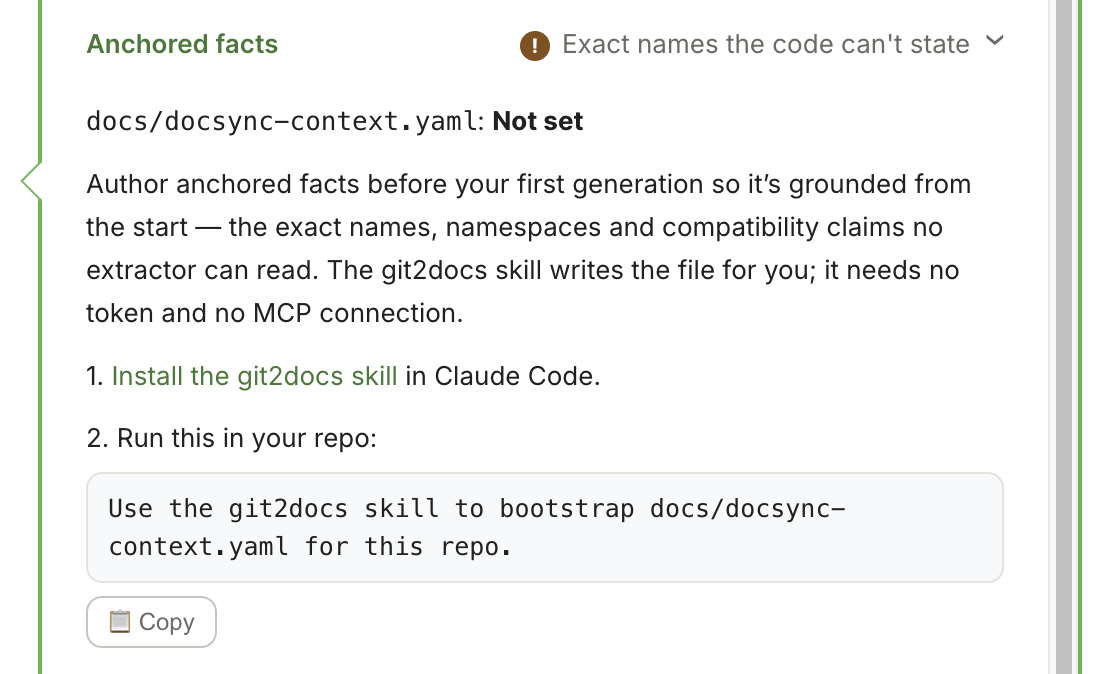 Anchored facts
! Exact names the code can't state
docs/docsync-context.yaml: Not set
Author anchored facts before your first generation so it’s grounded from
the start — the exact names, namespaces and compatibility claims no
extractor can read. The git2docs skill writes the file for you; it needs no
token and no MCP connection.
1. Install the git2docs skill in Claude Code.
2. Run this in your repo:
Use the git2docs skill to bootstrap docs/docsync-
context.yaml for this repo.
Copy